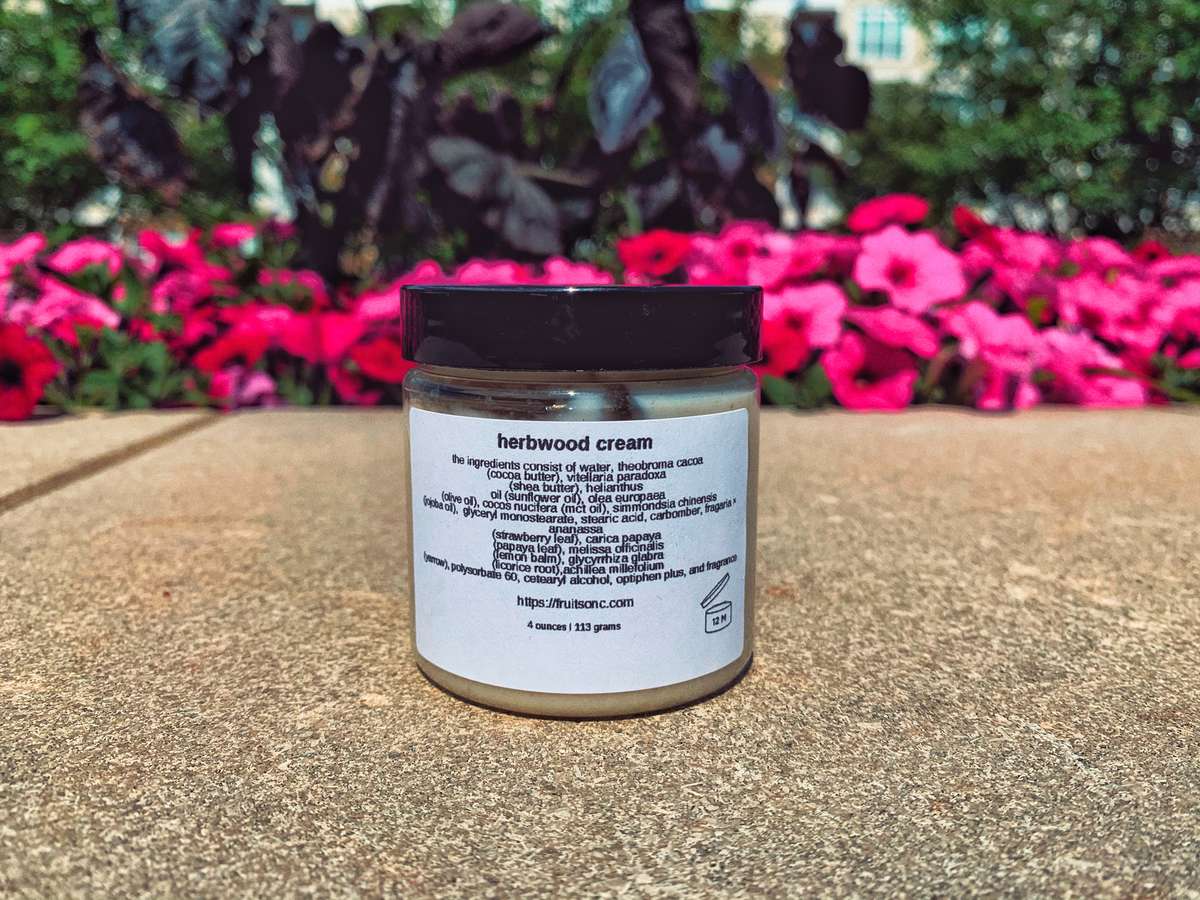 herbwood cream
the ingredients consist of water, theobroma cacoa
(cocoa butter), vitellaria paradoxa
(shea butter), helianthus
oil (sunflower oil), olea europaea
(olive oil), cocos nucifera (mct oil), simmondsia chinensis
(jojoba oil), glyceryl monostearate, stearic acid, carbomber, fragaria ×
ananassa
(strawberry leaf), carica papaya
(papaya leaf), melissa officinalis
(lemon balm), glycyrrhiza glabra
(licorice root),achillea millefolium
(yarrow), polysorbate 60, cetearyl alcohol, optiphen plus, and fragrance
https://fruitsonc.com
12 M
4 ounces | 113 grams